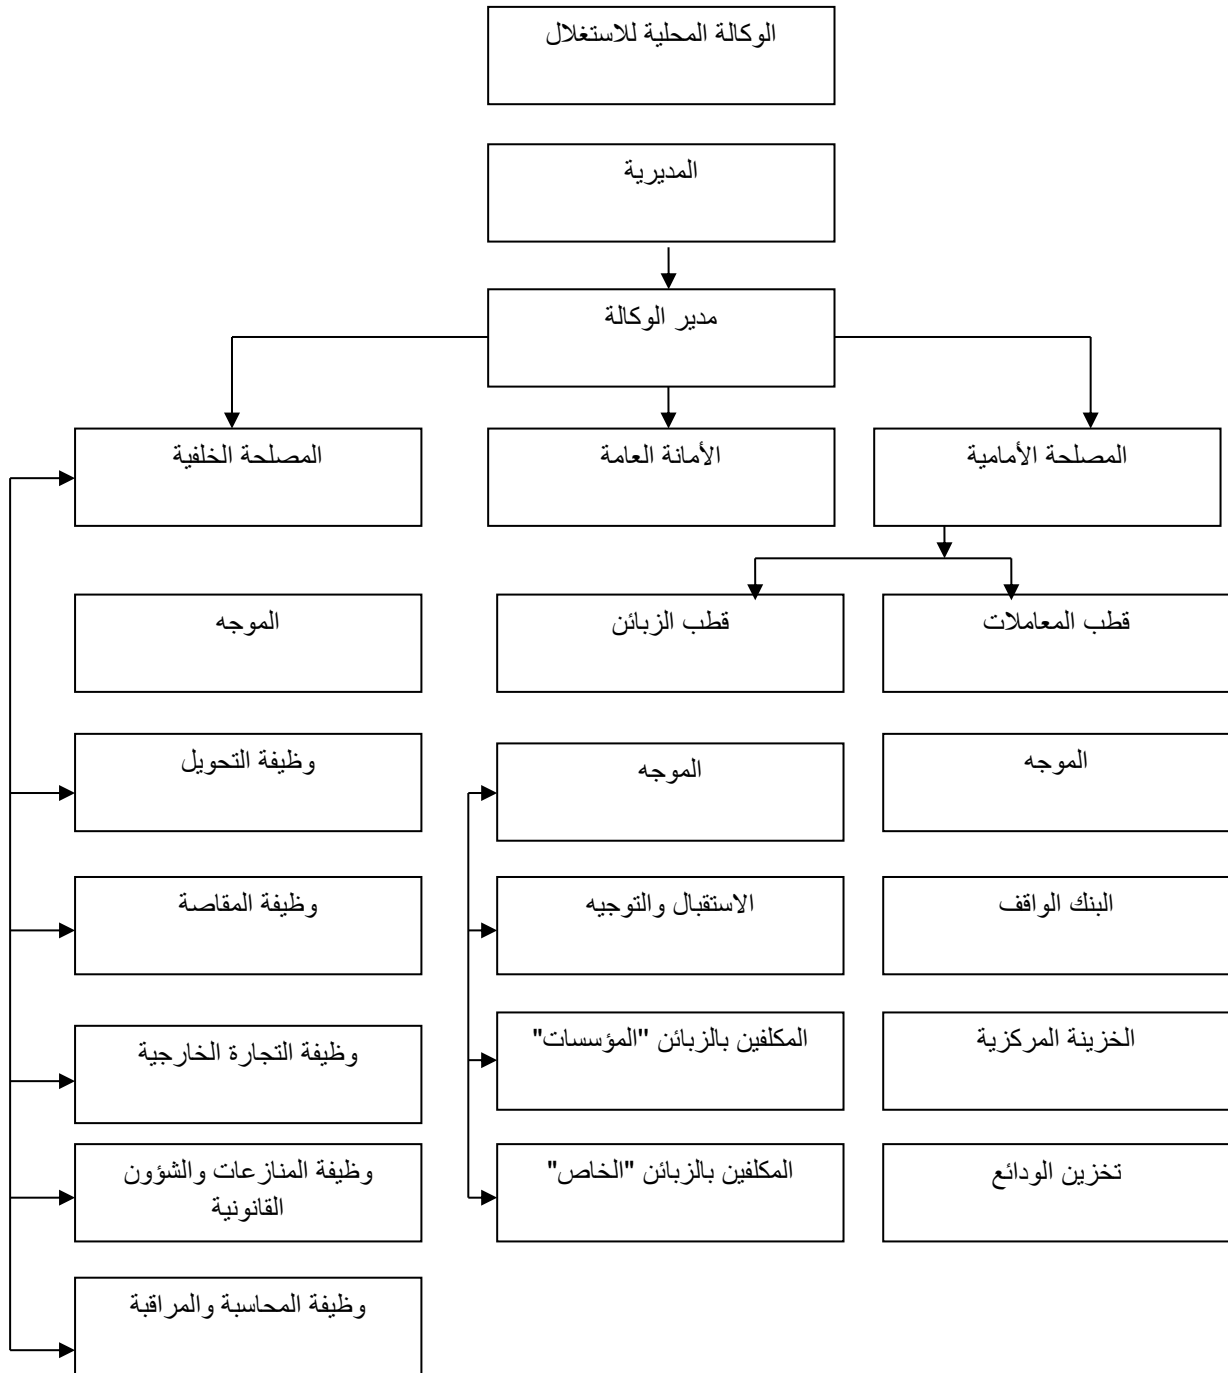 الوكالة المحلية للاستغلال
المديرية
مدير الوكالة
المصلحة الأمامية
الأمانة العامة
المصلحة الخلفية
قطب المعاملات
قطب الزبائن
الموجه
الموجه
الموجه
وظيفة التحويل
البنك الواقف
الاستقبال والتوجيه
وظيفة المقاصة
الخزينة المركزية
المكلفين بالزبائن "المؤسسات"
وظيفة التجارة الخارجية
تخزين الودائع
المكلفين بالزبائن "الخاص"
وظيفة المنازعات والشؤون
القانونية
وظيفة المحاسبة والمراقبة